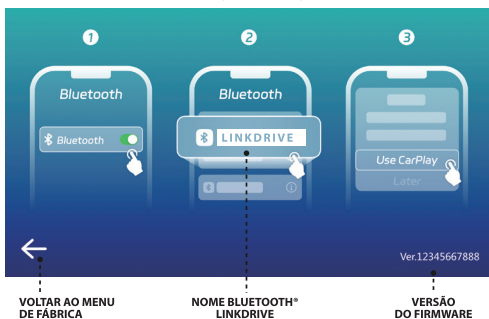 1
2
3
Bluetooth
Bluetooth
Bluetooth
LINKDRIVE
Use CarPlay
Later
Ver.12345667888
VOLTAR AO MENU
DE FÁBRICA
NOME BLUETOOTH®
LINKDRIVE
VERSÃO
DO FIRMWARE